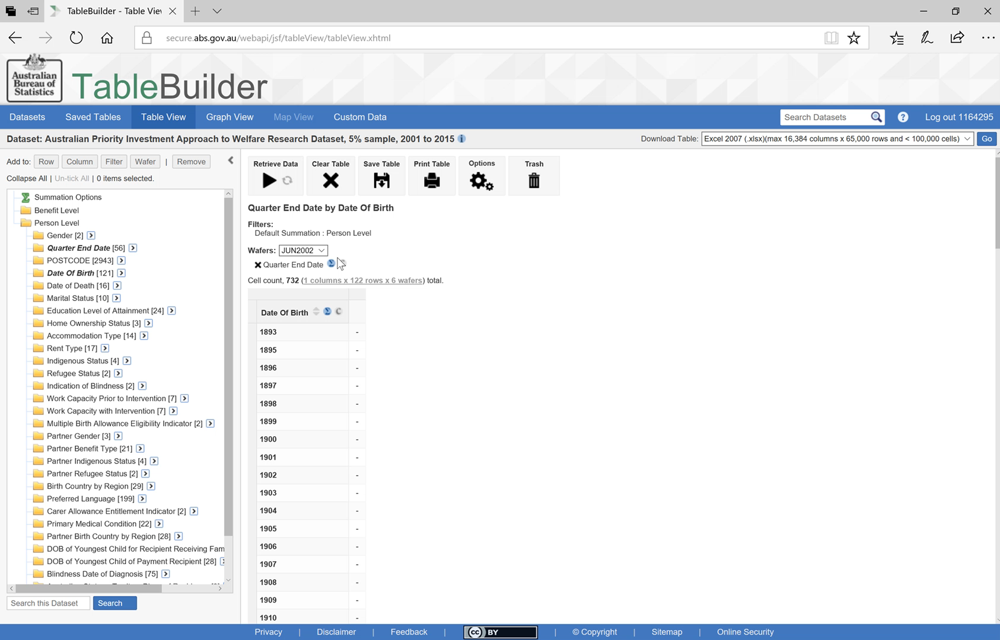 TableBuilder - Table View
secure.abs.gov.au/webapi/jsf/tableView/tableView.xhtml
Australian
Bureau of
Statistics
TableBuilder
Datasets
Saved Tables
Table View
Graph View
Map View
Custom Data
Search Datasets
?
Log out 1164295
Dataset: Australian Priority Investment Approach to Welfare Research Dataset, 5% sample, 2001 to 2015 i
Download Table:
Excel 2007 (.xlsx)(max 16,384 columns x 65,000 rows and < 100,000 cells)
Go
Add to: Row Column Filter Wafer | Remove
Collapse All | Un-tick All | 0 items selected.
Summation Options
Benefit Level
Person Level
Gender [2]
Quarter End Date [56]
POSTCODE [2943]
Date Of Birth [121]
Date of Death [16]
Marital Status [10]
Education Level of Attainment [24]
Home Ownership Status [3]
Accommodation Type [14]
Rent Type [17]
Indigenous Status [4]
Refugee Status [2]
Indication of Blindness [2]
Work Capacity Prior to Intervention [7]
Work Capacity with Intervention [7]
Multiple Birth Allowance Eligibility Indicator [2]
Partner Gender [3]
Partner Benefit Type [21]
Partner Indigenous Status [4]
Partner Refugee Status [2]
Birth Country by Region [29]
Preferred Language [199]
Carer Allowance Entitlement Indicator [2]
Primary Medical Condition [22]
Partner Birth Country by Region [28]
DOB of Youngest Child for Recipient Receiving Fam
DOB of Youngest Child of Payment Recipient [28]
Blindness Date of Diagnosis [75]
Search this Dataset
Search
Retrieve Data
Clear Table
Save Table
Print Table
Options
Trash
Quarter End Date by Date Of Birth
Filters:
Default Summation : Person Level
Wafers: JUN2002
Quarter End Date Σ
Cell count, 732 (1 columns x 122 rows x 6 wafers) total.
Date Of Birth Σ C
1893 -
1895 -
1896 -
1897 -
1898 -
1899 -
1900 -
1901 -
1902 -
1903 -
1904 -
1905 -
1906 -
1907 -
1908 -
1909 -
1910 -
Privacy | Disclaimer | Feedback | cc BY | © Copyright | Sitemap | Online Security